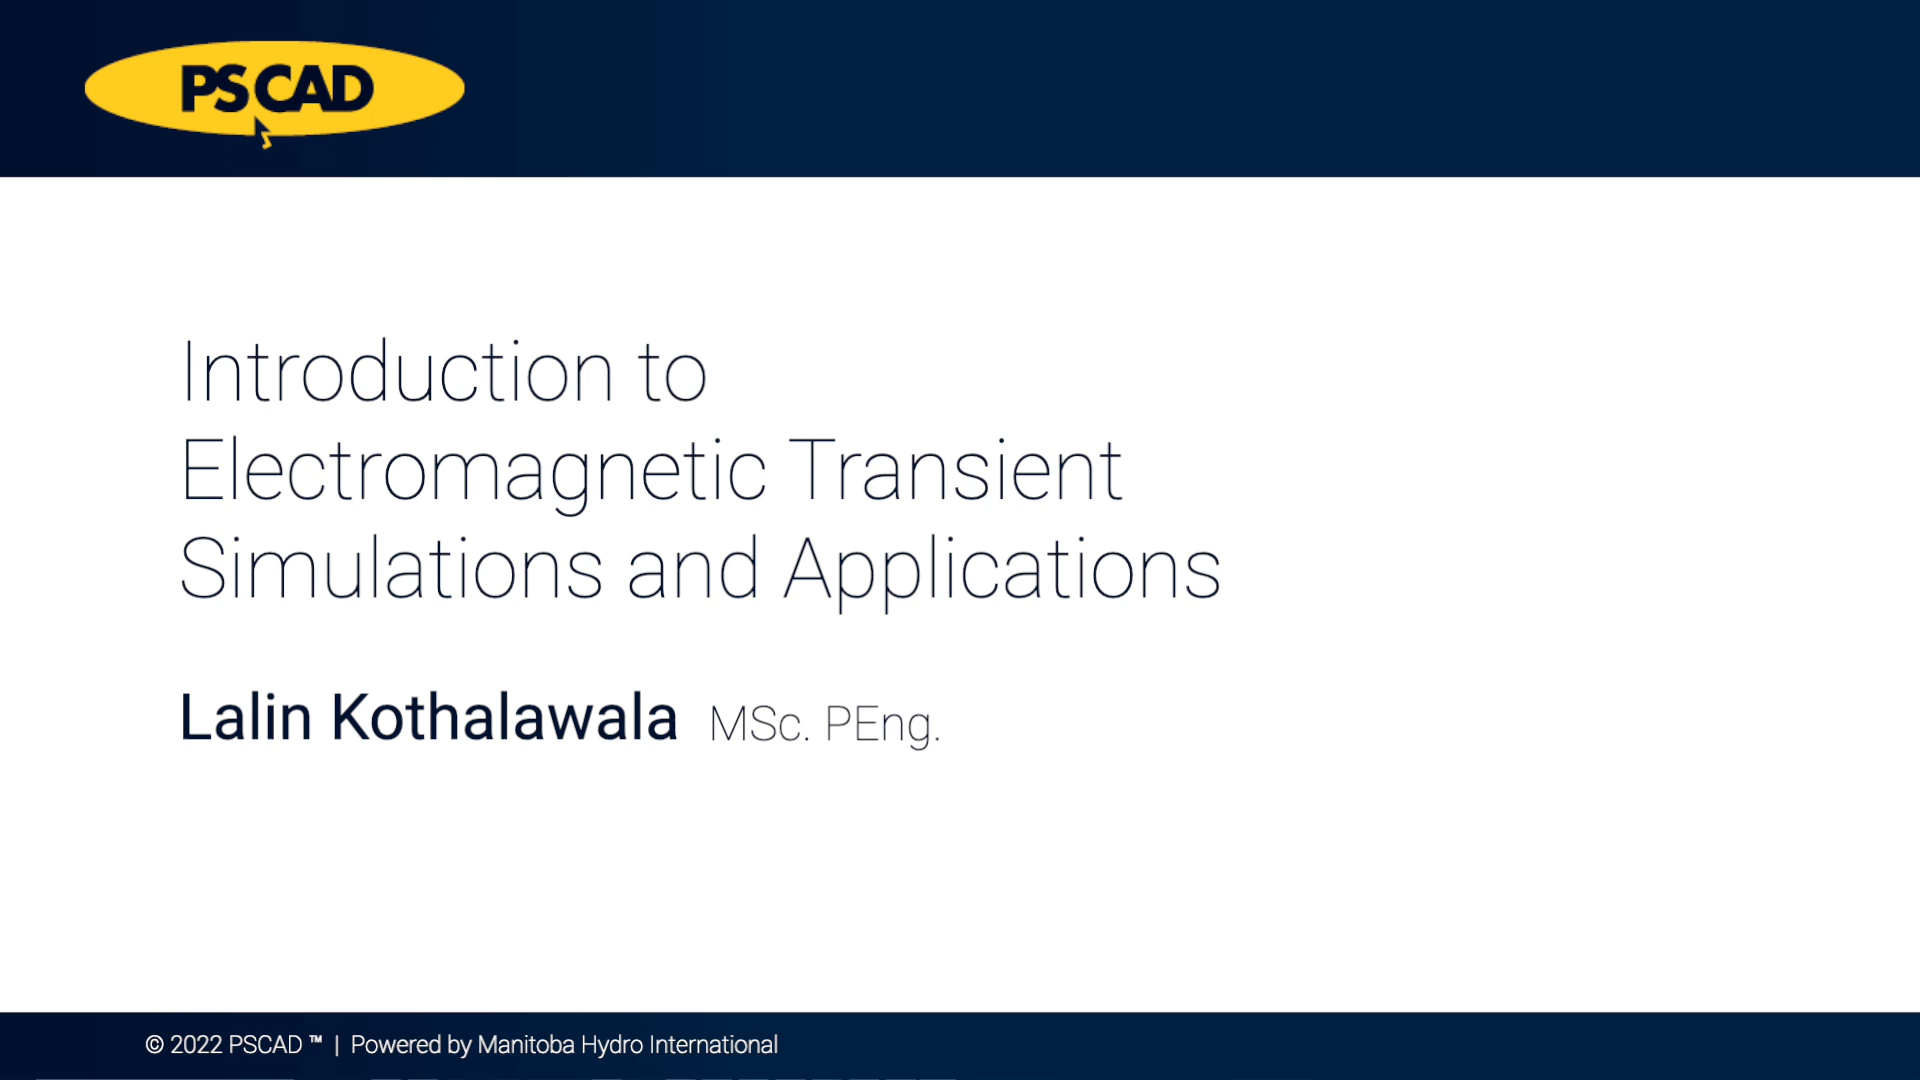 PSCAD
Introduction to
Electromagnetic Transient
Simulations and Applications
Lalin Kothalawala MSc. PEng.
© 2022 PSCAD ™ | Powered by Manitoba Hydro International